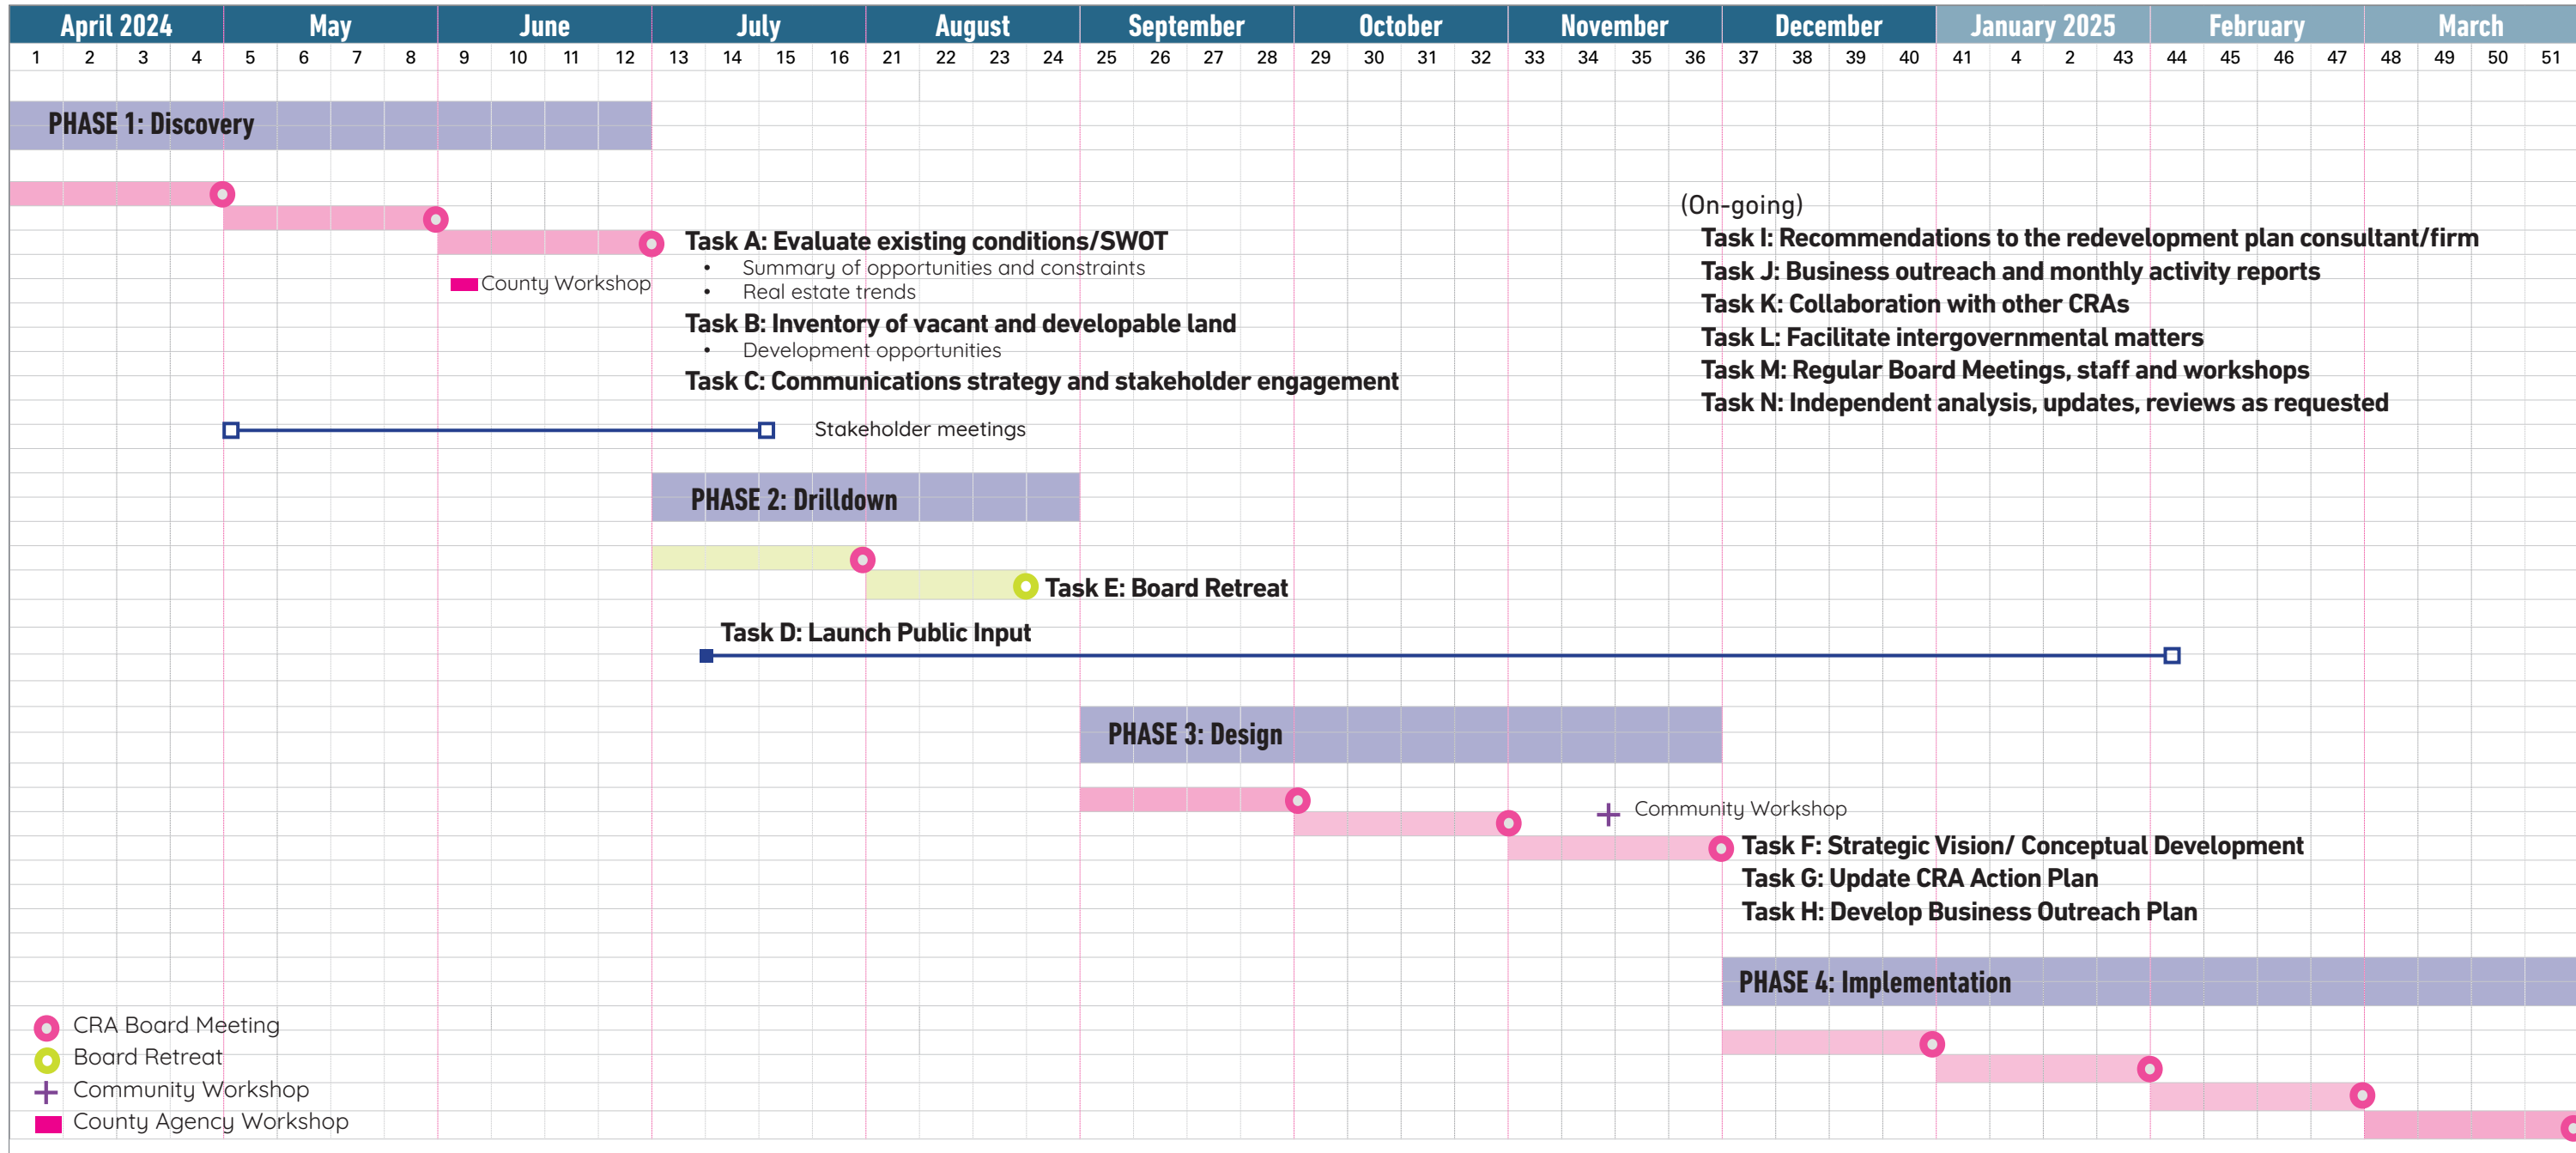 April 2024 May June July August September October November December January 2025 February March
1 2 3 4 5 6 7 8 9 10 11 12 13 14 15 16 21 22 23 24 25 26 27 28 29 30 31 32 33 34 35 36 37 38 39 40 41 4 2 43 44 45 46 47 48 49 50 51
PHASE 1: Discovery
Task A: Evaluate existing conditions/SWOT
• Summary of opportunities and constraints
County Workshop
• Real estate trends
Task B: Inventory of vacant and developable land
• Development opportunities
Task C: Communications strategy and stakeholder engagement
(On-going)
Task I: Recommendations to the redevelopment plan consultant/firm
Task J: Business outreach and monthly activity reports
Task K: Collaboration with other CRAs
Task L: Facilitate intergovernmental matters
Task M: Regular Board Meetings, staff and workshops
Task N: Independent analysis, updates, reviews as requested
Stakeholder meetings
PHASE 2: Drilldown
Task E: Board Retreat
Task D: Launch Public Input
PHASE 3: Design
Community Workshop
Task F: Strategic Vision/ Conceptual Development
Task G: Update CRA Action Plan
Task H: Develop Business Outreach Plan
PHASE 4: Implementation
CRA Board Meeting
Board Retreat
Community Workshop
County Agency Workshop